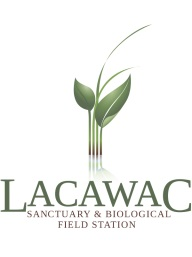 LACAWAC
SANCTUARY & BIOLOGICAL
FIELD STATION